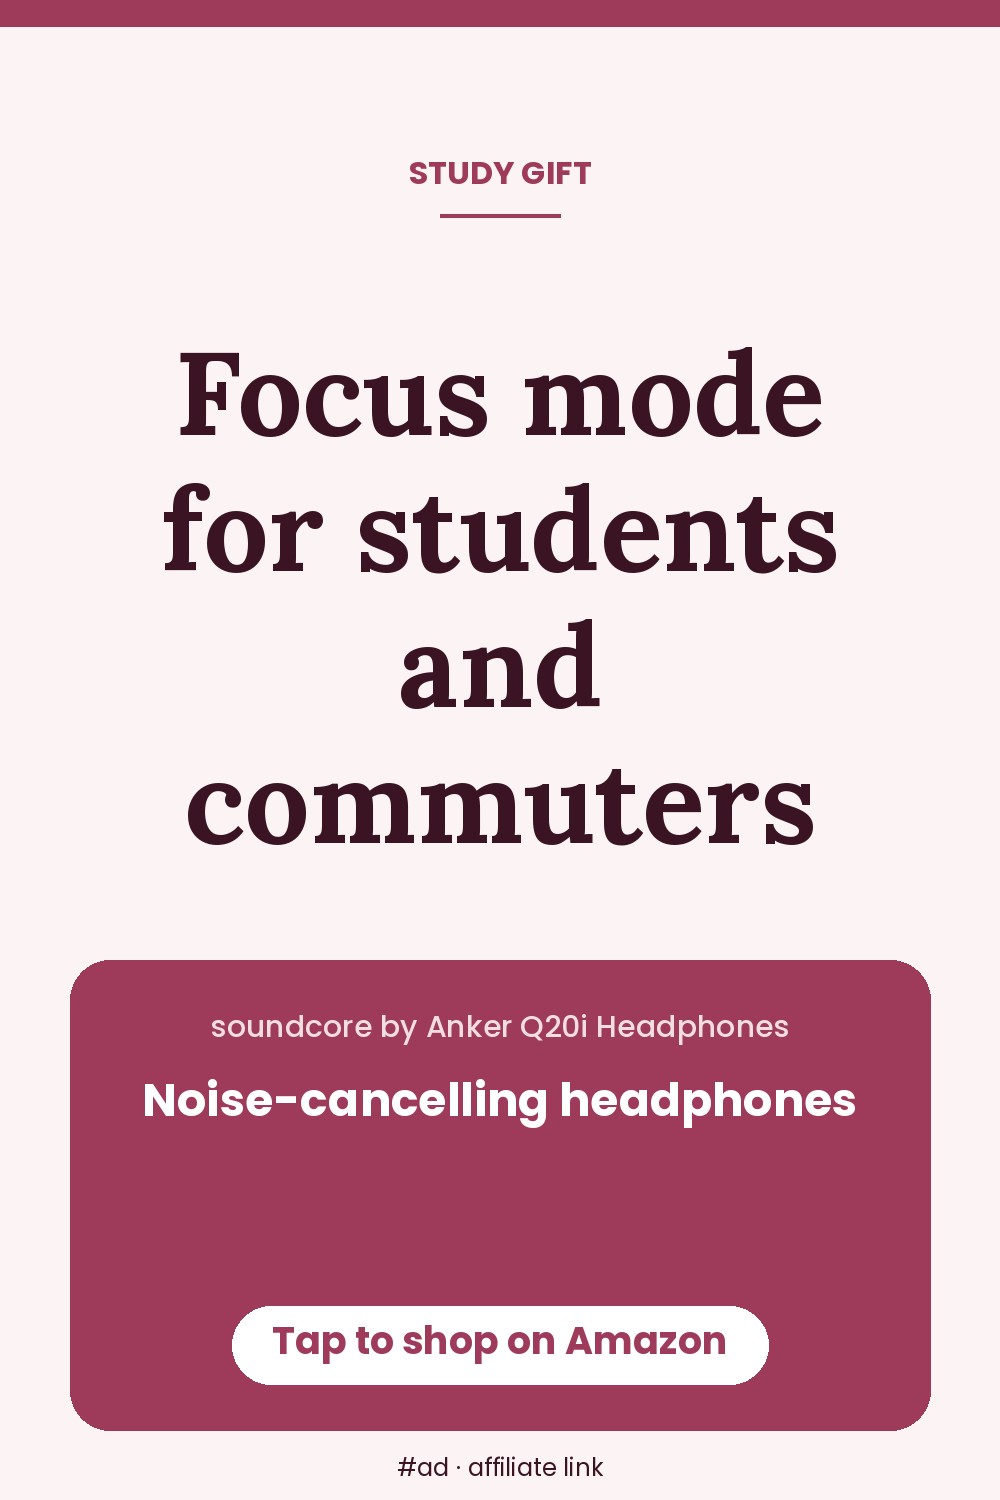 STUDY GIFT
Focus mode
for students
and
commuters
soundcore by Anker Q20i Headphones
Noise-cancelling headphones
Tap to shop on Amazon
#ad · affiliate link